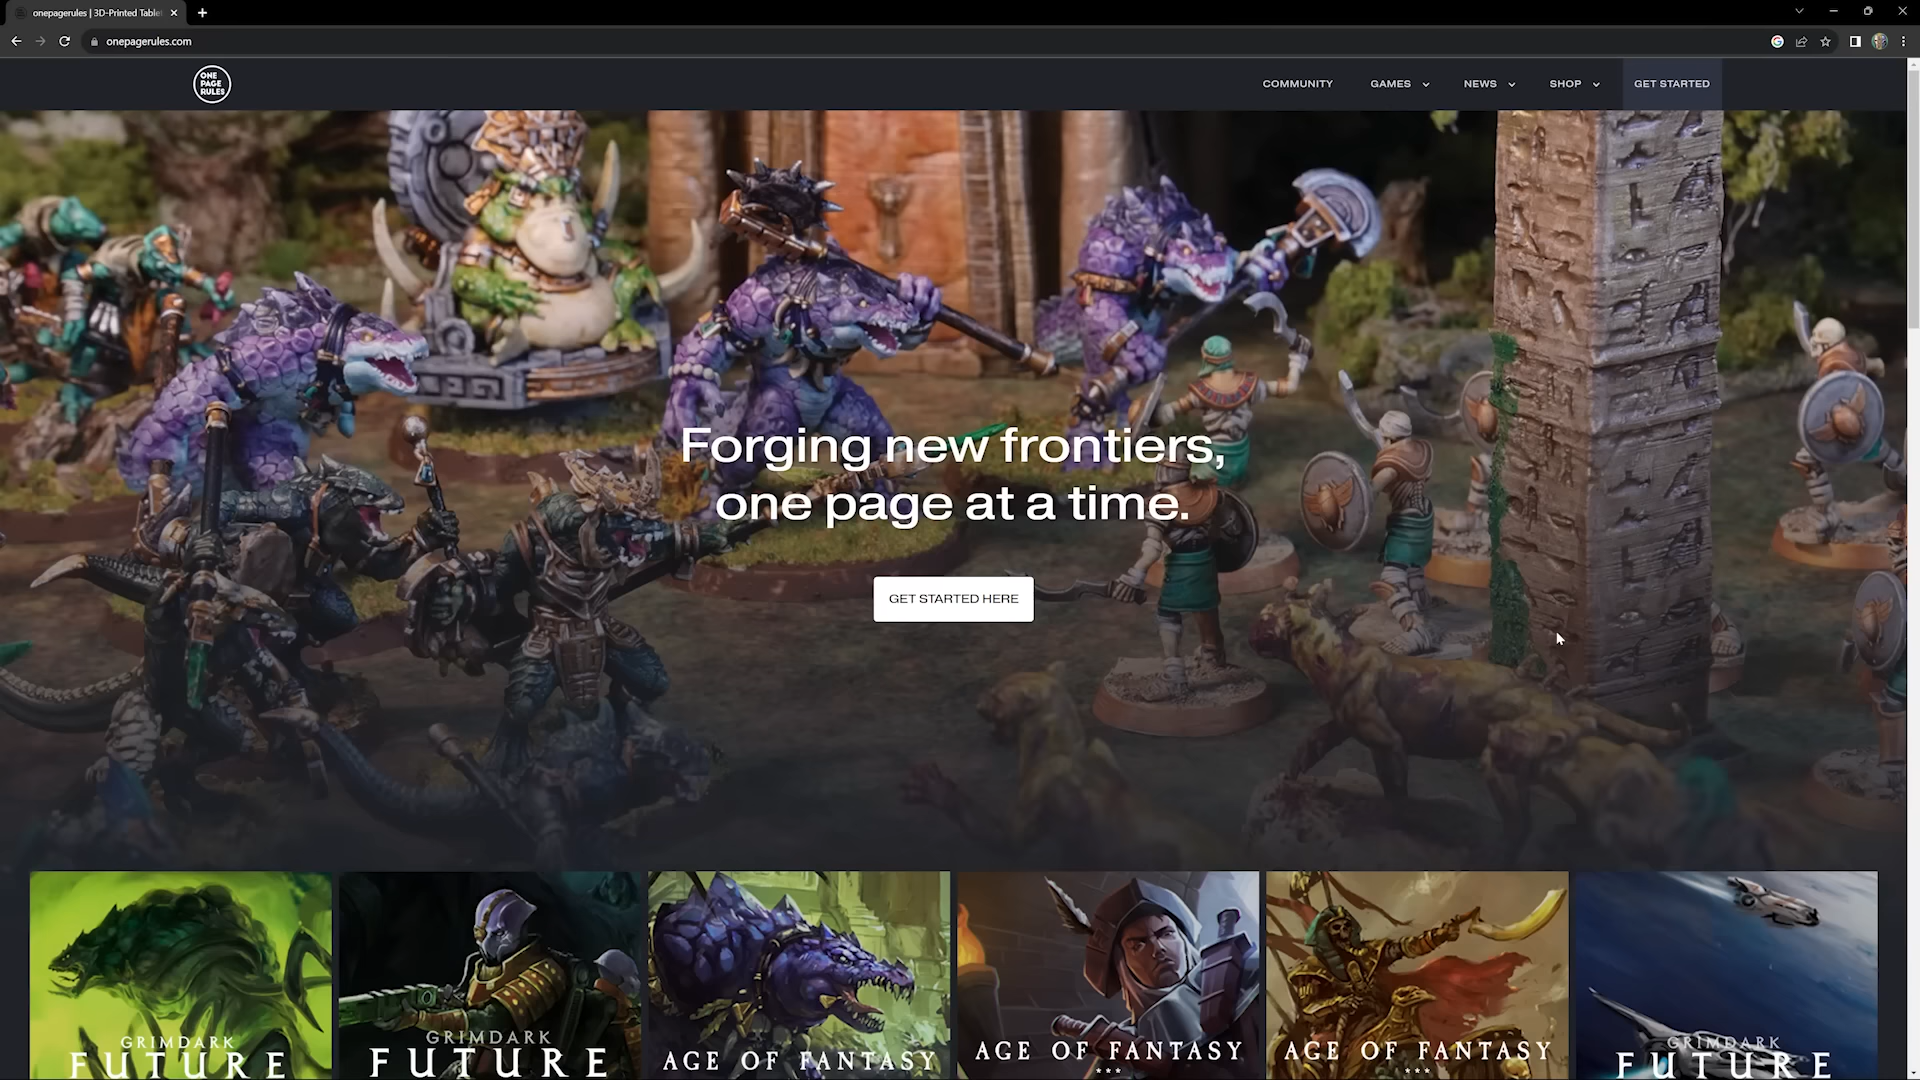 onepagerules | 3D-Printed Table
onepagerules.com
ONE
PAGE
RULES
COMMUNITY
GAMES
NEWS
SHOP
GET STARTED
Forging new frontiers,
one page at a time.
GET STARTED HERE
GRIMDARK
FUTURE
GRIMDARK
FUTURE
AGE OF FANTASY
AGE OF FANTASY
AGE OF FANTASY
GRIMDARK
FUTURE